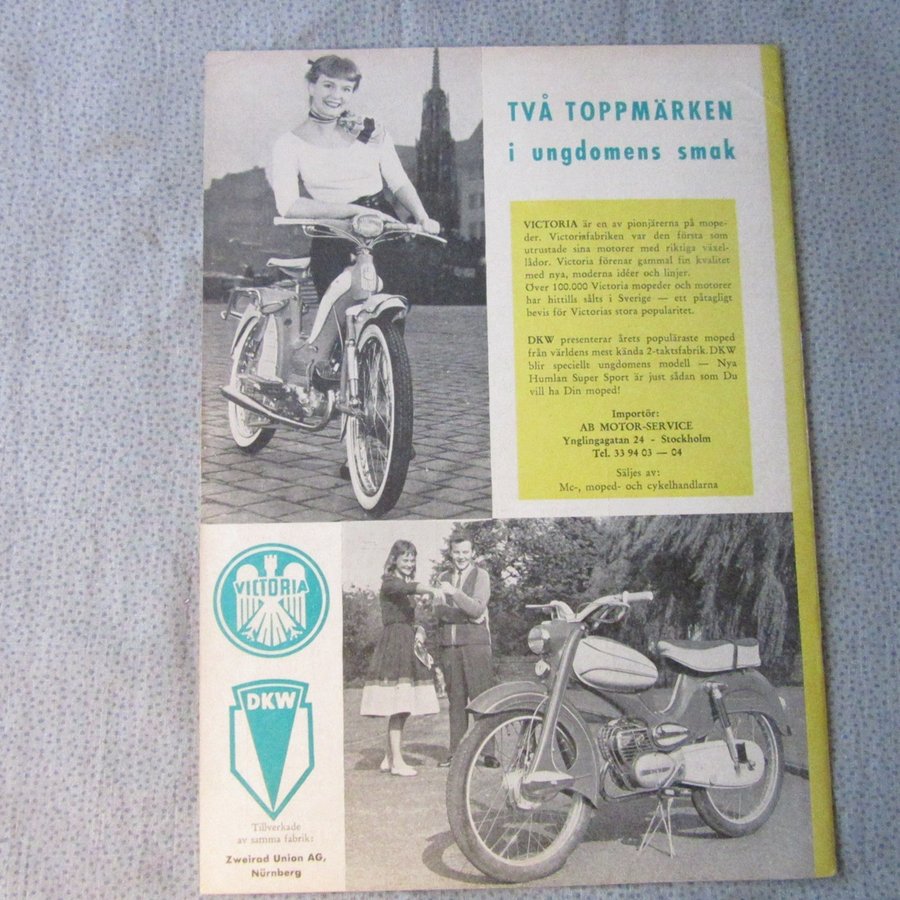 TVÅ TOPPMÄRKEN
i ungdomens smak
VICTORIA är en av pionjärerna på mope-
der. Victoriafabriken var den första som
utrustade sina motorer med riktiga växel-
lådor. Victoria förenar gammal fin kvalitet
med nya, moderna idéer och linjer.
Över 100.000 Victoria mopeder och motorer
har hittills sålts i Sverige — ett påtagligt
bevis för Victorias stora popularitet.
DKW presenterar årets populäraste moped
från världens mest kända 2-taktsfabrik. DKW
blir speciellt ungdomens modell — Nya
Humlan Super Sport är just sådan som Du
vill ha Din moped!
Importör:
AB MOTOR-SERVICE
Ynglingagatan 24 - Stockholm
Tel. 33 94 03 — 04
Säljes av:
Mc-, moped- och cykelhandlarna
VICTORIA
DKW
Tillverkade
av samma fabrik:
Zweirad Union AG,
Nürnberg